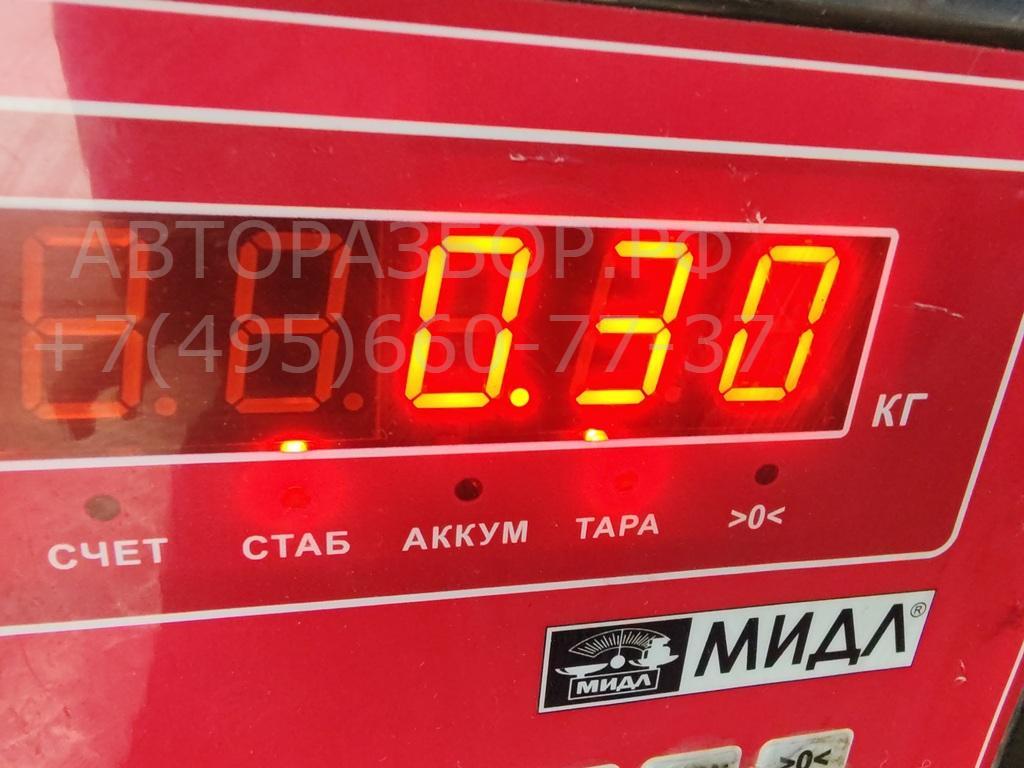 АВТОРАЗБОР.РФ
+7(495)660-77-37
0.30
КГ
СЧЕТ СТАБ АККУМ ТАРА >0<
МИДЛ МИДЛ®
>0<